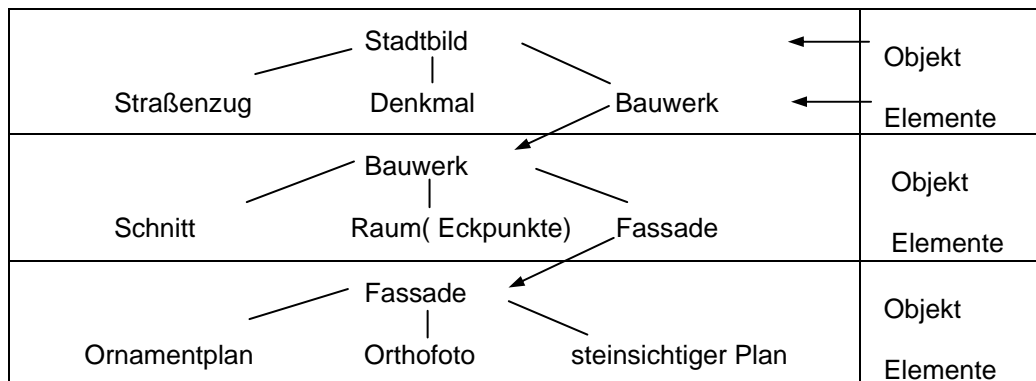 Stadtbild
Objekt
Straßenzug Denkmal Bauwerk
Elemente
Bauwerk
Objekt
Schnitt Raum( Eckpunkte) Fassade
Elemente
Fassade
Objekt
Ornamentplan Orthofoto steinsichtiger Plan
Elemente